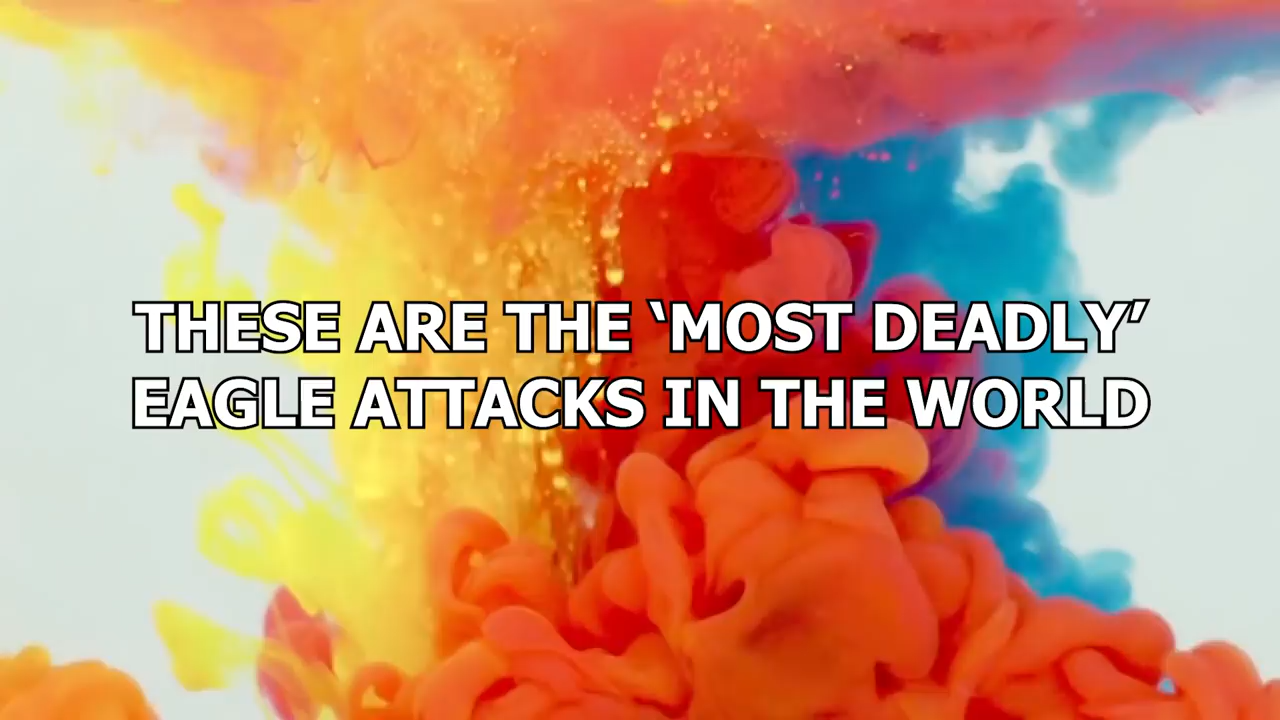 THESE ARE THE ‘MOST DEADLY’
EAGLE ATTACKS IN THE WORLD